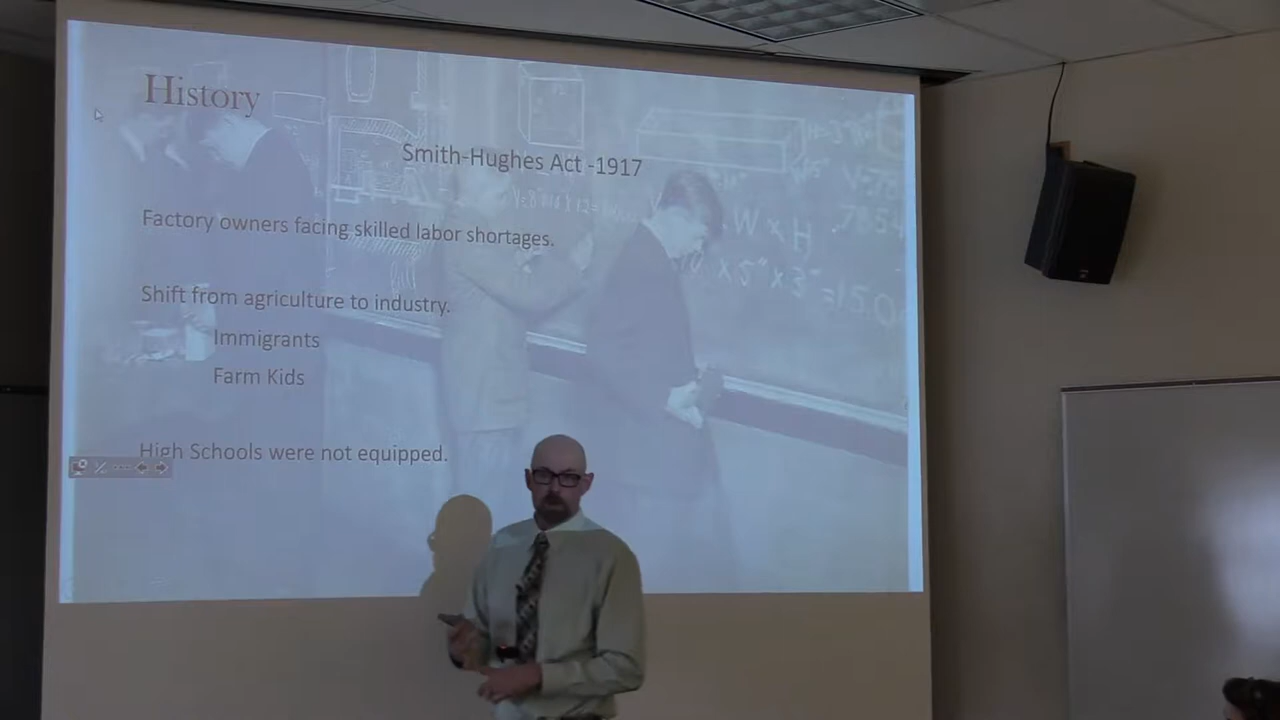 History
Smith-Hughes Act -1917
Factory owners facing skilled labor shortages.
Shift from agriculture to industry.
Immigrants
Farm Kids
High Schools were not equipped.
H x W